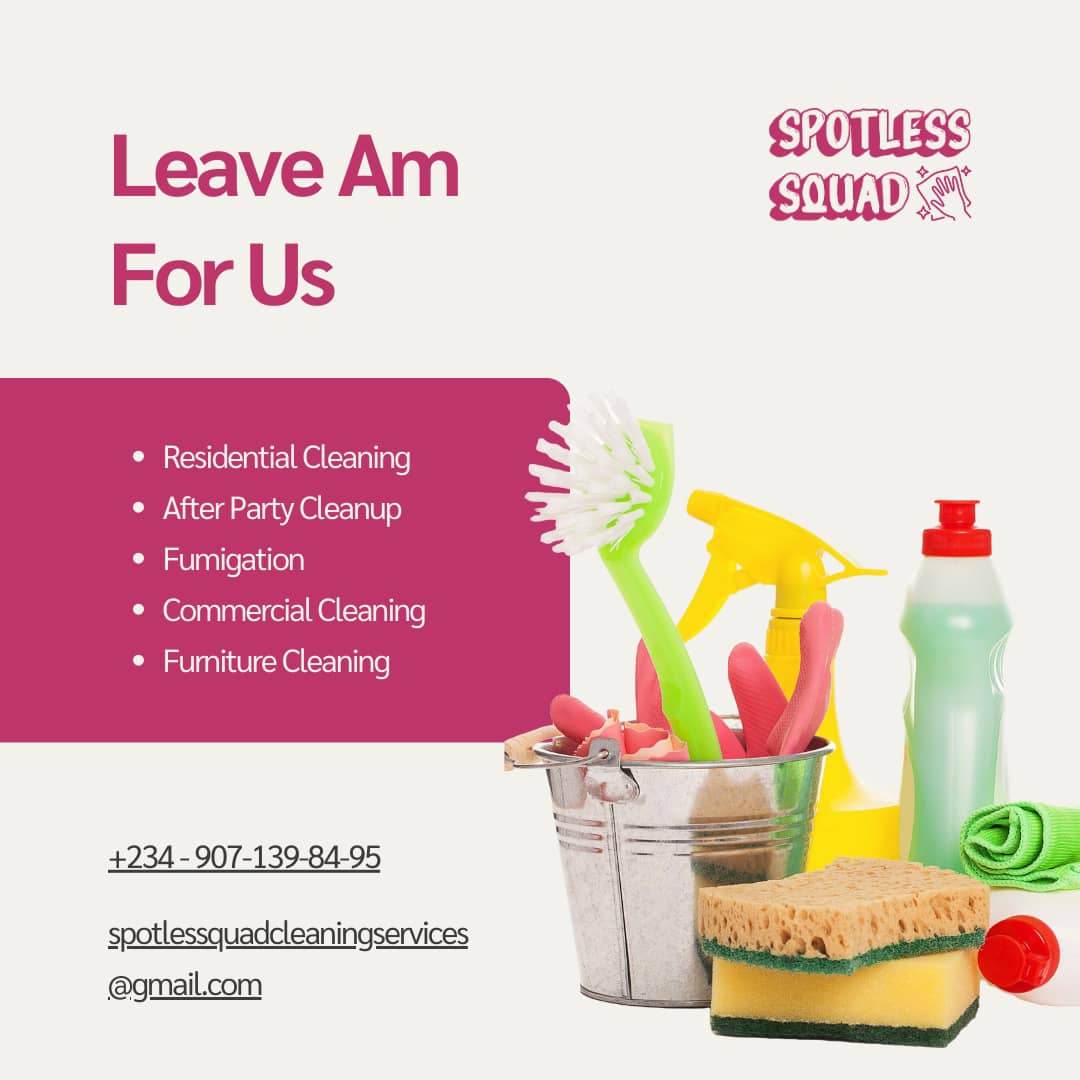 Leave Am
For Us
SPOTLESS
SQUAD
Residential Cleaning
After Party Cleanup
Fumigation
Commercial Cleaning
Furniture Cleaning
+234 - 907-139-84-95
spotlessquadcleaningservices
@gmail.com